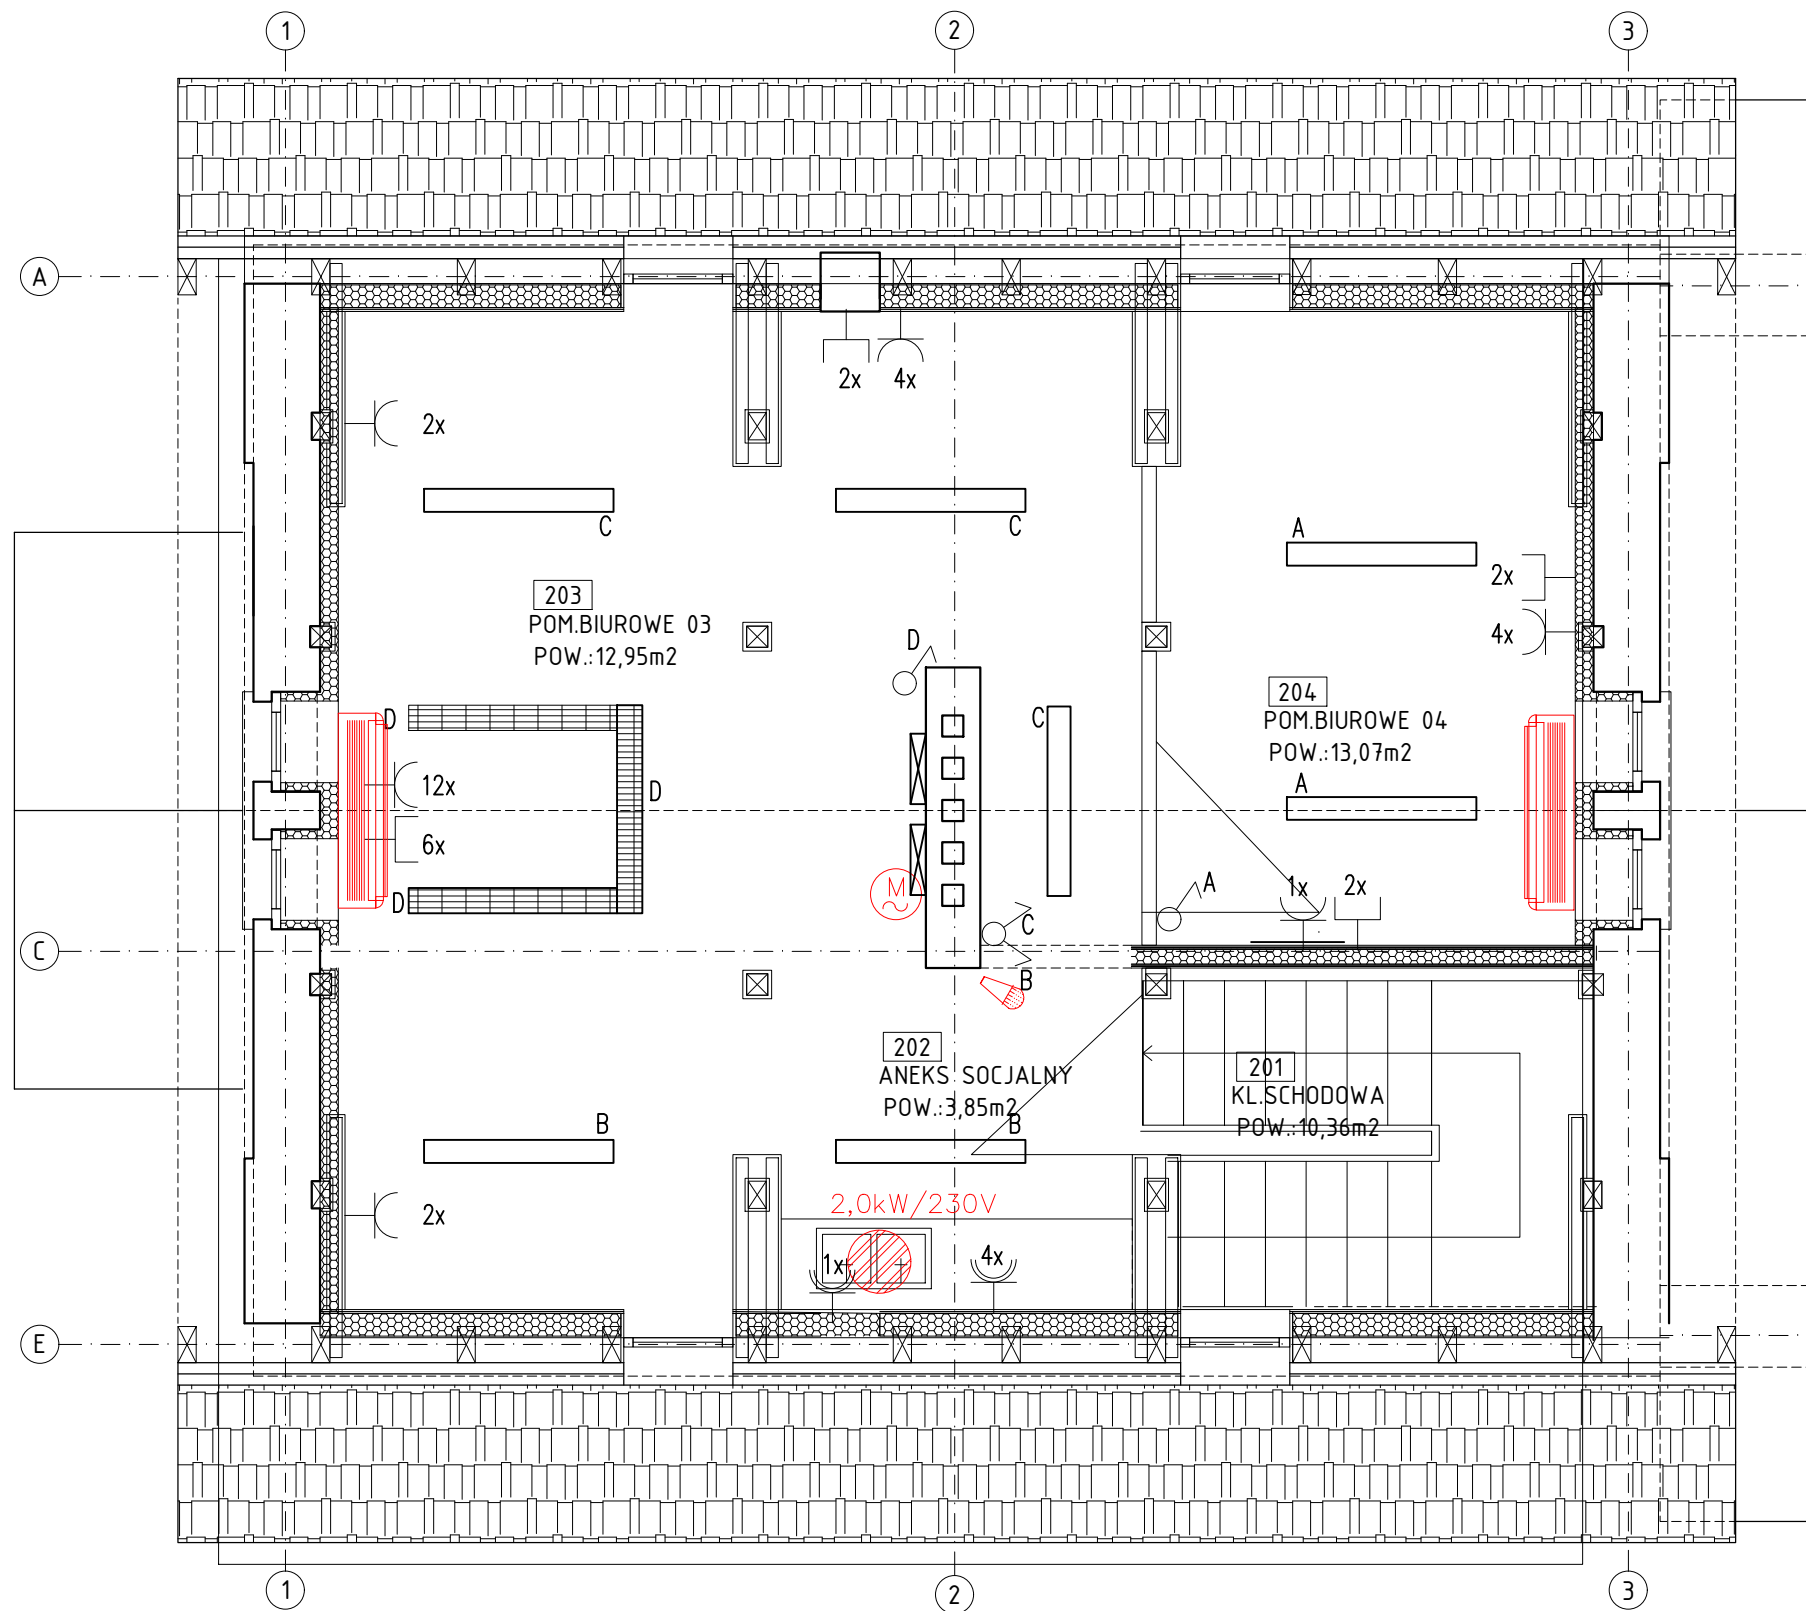 1
2
3
A
2x
4x
2x
C
C
A
2x
203
POM.BIUROWE 03
POW.:12,95m2
4x
D
204
POM.BIUROWE 04
POW.:13,07m2
D
C
12x
D
A
6x
M
A
1x
2x
D
C
C
B
202
ANEKS SOCJALNY
POW.:3,85m2
201
KL.SCHODOWA
POW.:10,36m2
B
B
2,0kW/230V
2x
1x
4x
E
1
2
3